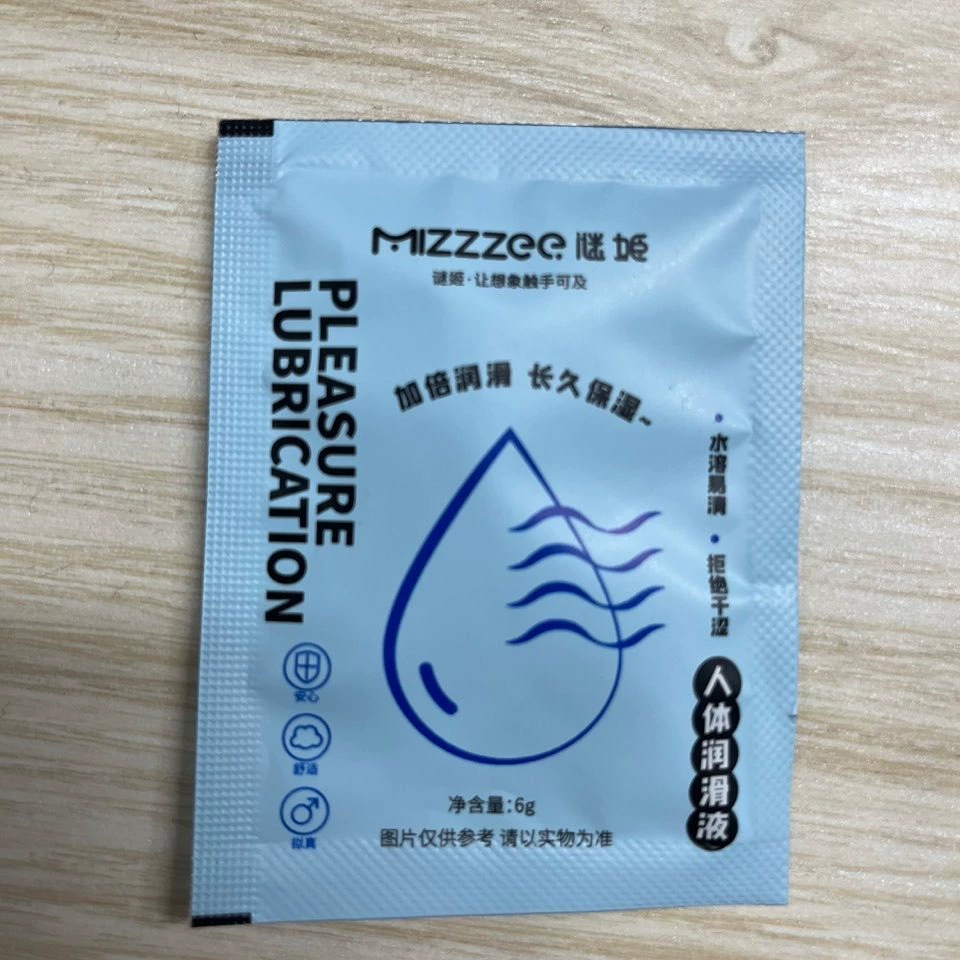 MIZZZEE 谜姬
谜姬·让想象触手可及
PLEASURE
LUBRICATION
加倍润滑 长久保湿~
• 水溶易清 • 拒绝干涩
人体润滑液
安心
舒适
拟真
净含量:6g
图片仅供参考 请以实物为准